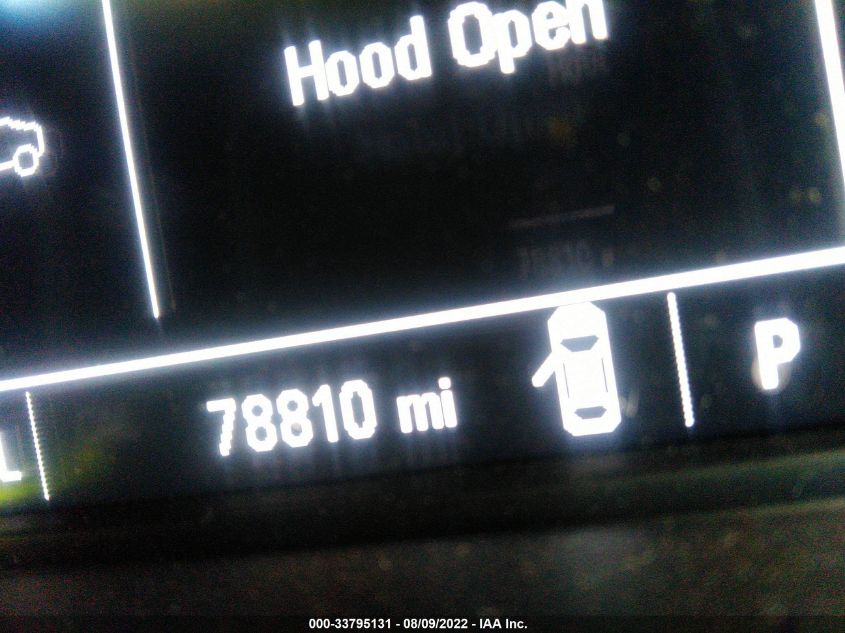 Hood Open
78810 mi
P
L
000-33795131 - 08/09/2022 - IAA Inc.